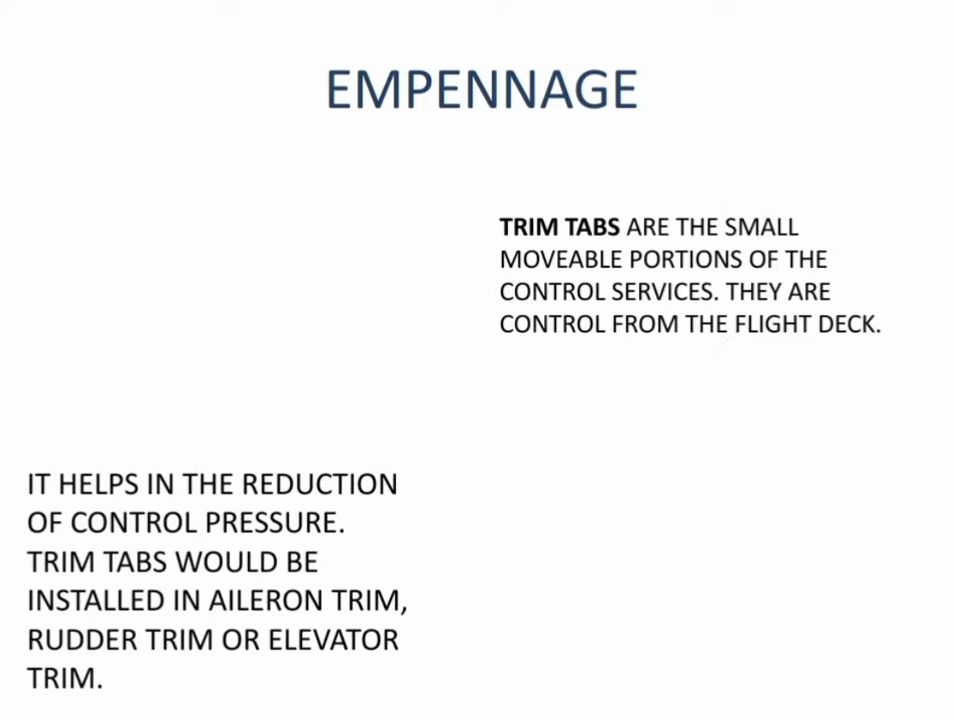 EMPENNAGE
TRIM TABS ARE THE SMALL
MOVEABLE PORTIONS OF THE
CONTROL SERVICES. THEY ARE
CONTROL FROM THE FLIGHT DECK.
IT HELPS IN THE REDUCTION
OF CONTROL PRESSURE.
TRIM TABS WOULD BE
INSTALLED IN AILERON TRIM,
RUDDER TRIM OR ELEVATOR
TRIM.